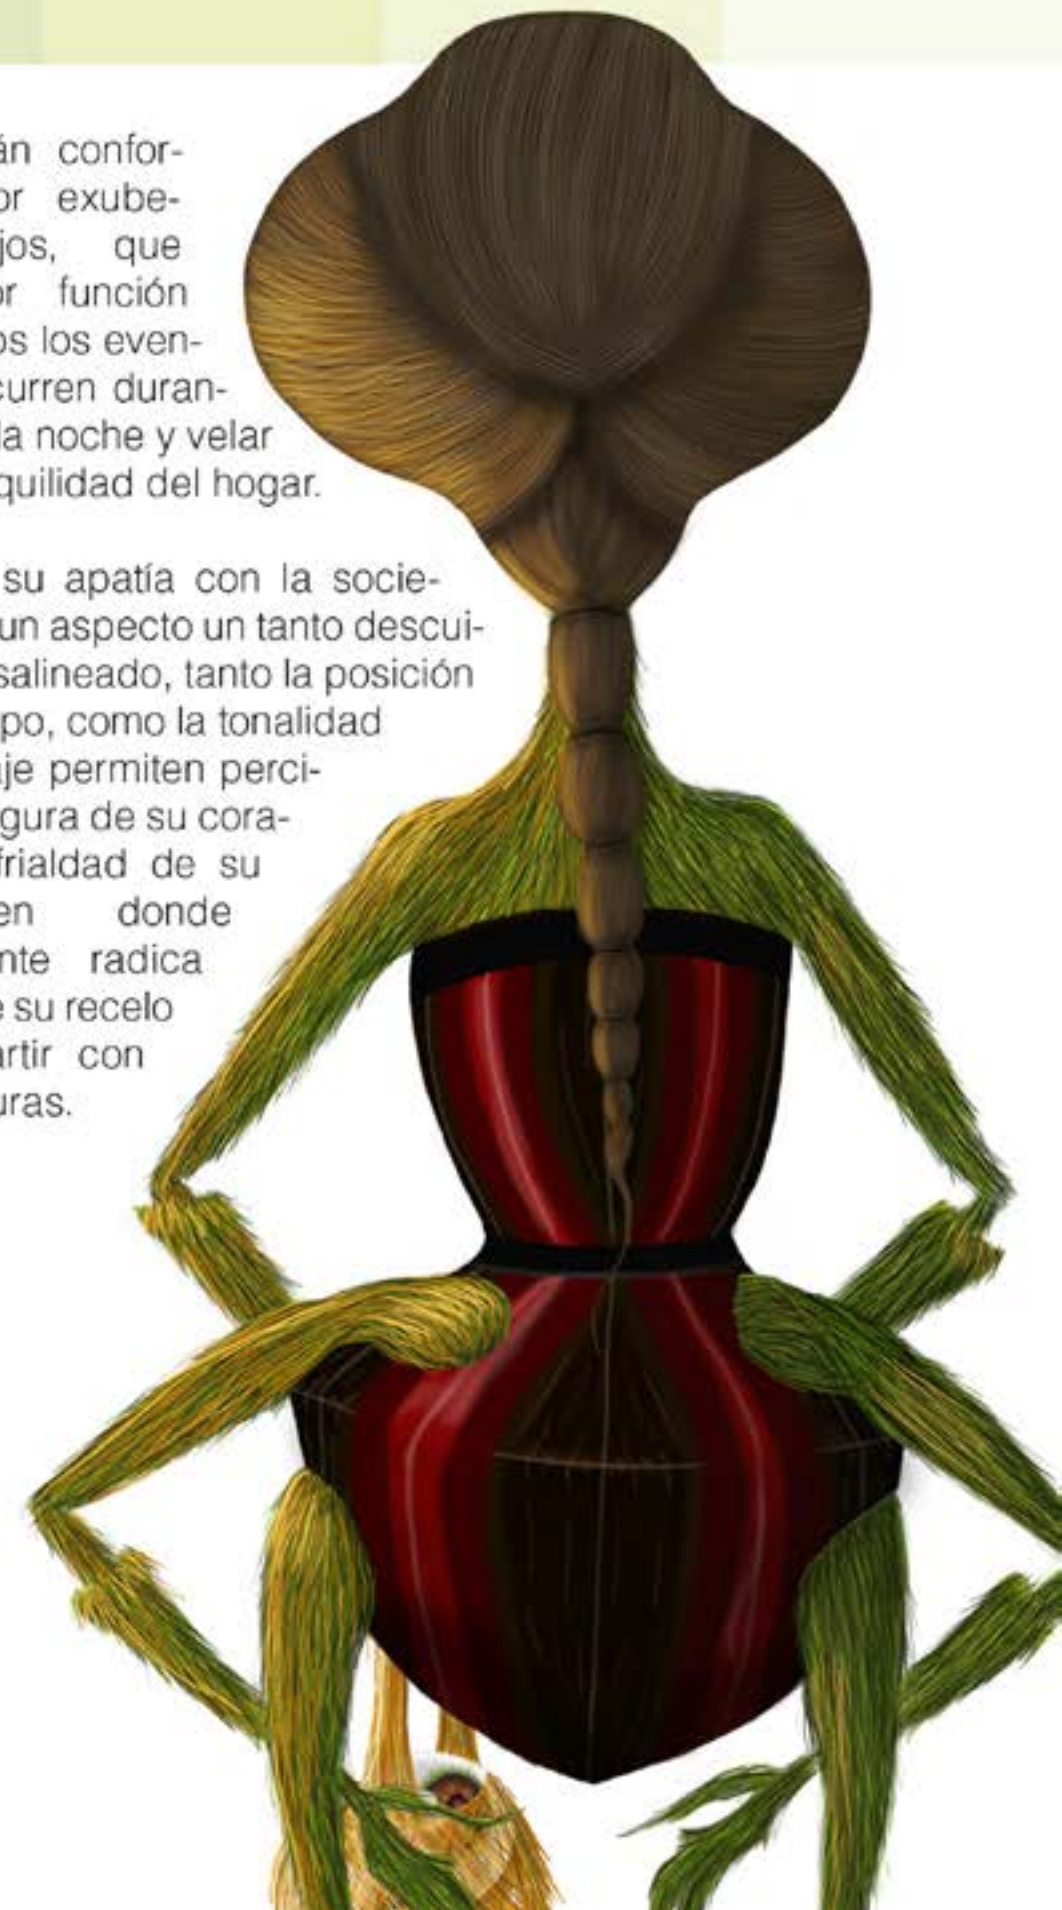 án confor-
or exube-
jos, que
or función
os los even-
curren duran-
la noche y velar
quilidad del hogar.
su apatía con la socie-
un aspecto un tanto descui-
salineado, tanto la posición
po, como la tonalidad
aje permiten perci-
gura de su cora-
frialdad de su
en donde
nte radica
e su recelo
artir con
uras.